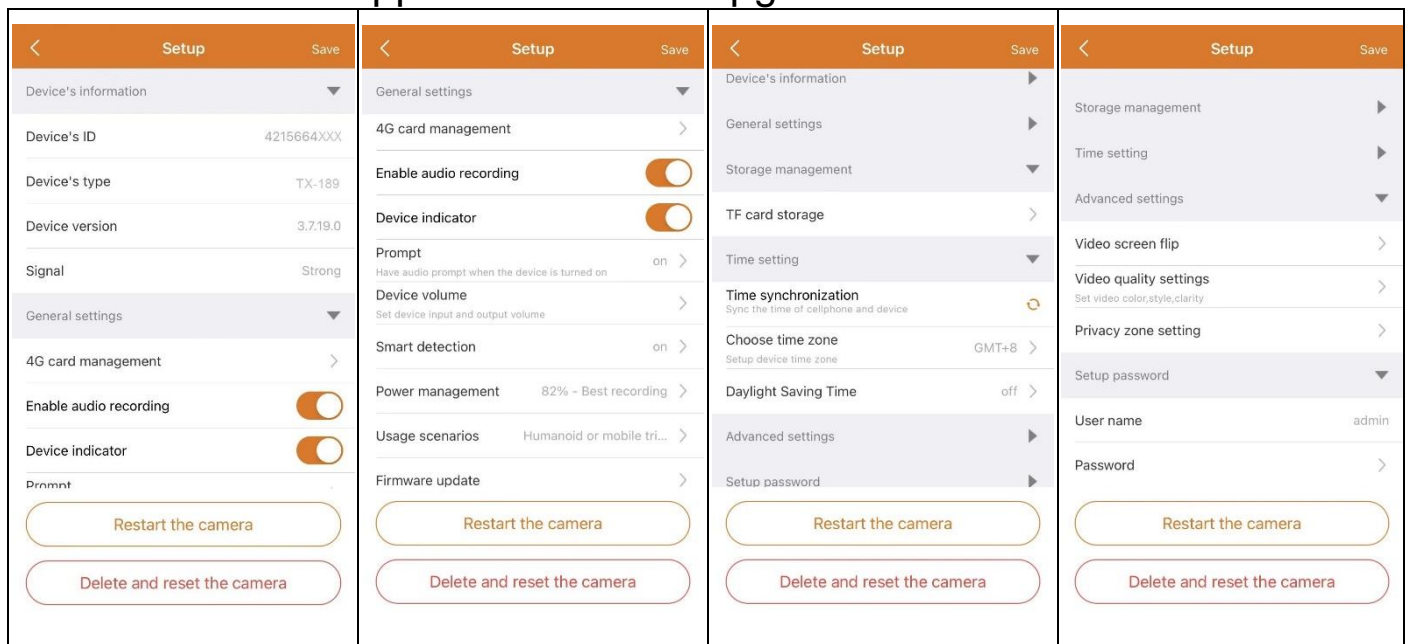 Setup Save
Device's information
Device's ID 4215664XXX
Device's type TX-189
Device version 3.7.19.0
Signal Strong
General settings
4G card management
Enable audio recording
Device indicator
Prompt
Restart the camera
Delete and reset the camera
Setup Save
General settings
4G card management
Enable audio recording
Device indicator
Prompt on
Have audio prompt when the device is turned on
Device volume
Set device input and output volume
Smart detection on
Power management 82% - Best recording
Usage scenarios Humanoid or mobile tri...
Firmware update
Restart the camera
Delete and reset the camera
Setup Save
Device's information
General settings
Storage management
TF card storage
Time setting
Time synchronization
Sync the time of cellphone and device
Choose time zone GMT+8
Setup device time zone
Daylight Saving Time off
Advanced settings
Setup password
Restart the camera
Delete and reset the camera
Setup Save
Storage management
Time setting
Advanced settings
Video screen flip
Video quality settings
Set video color,style,clarity
Privacy zone setting
Setup password
User name admin
Password
Restart the camera
Delete and reset the camera